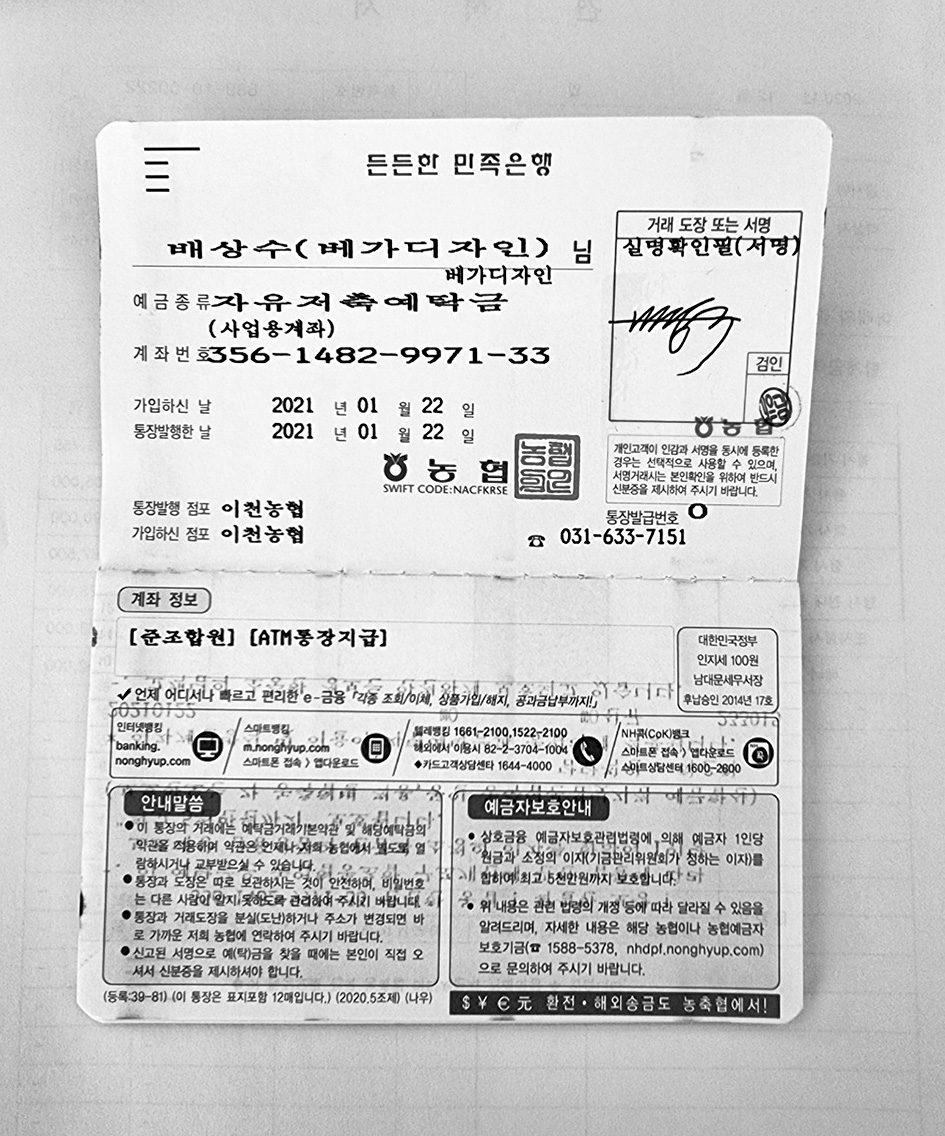 든든한 민족은행
배상수(베가디자인) 님
베가디자인
예금종류 자유저축예탁금
(사업용계좌)
계좌번호 356-1482-9971-33
거래 도장 또는 서명
실명확인필(서명)
검인
가입하신 날 2021 년 01 월 22 일
통장발행한 날 2021 년 01 월 22 일
농협
SWIFT CODE:NACFKRSE
농협
개인고객이 인감과 서명을 동시에 등록한
경우는 선택적으로 사용할 수 있으며,
서명거래시는 본인확인을 위하여 반드시
신분증을 제시하여 주시기 바랍니다.
통장발행 점포 이천농협
가입하신 점포 이천농협
통장발급번호 0
☎ 031-633-7151
계좌 정보
[준조합원] [ATM통장지급]
대한민국정부
인지세 100원
남대문세무서장
후납승인 2014년 17호
✓언제 어디서나 빠르고 편리한 e-금융 「각종 조회/이체, 상품가입/해지, 공과금납부까지!」
인터넷뱅킹
banking.
nonghyup.com
스마트뱅킹
m.nonghyup.com
스마트폰 접속 > 앱다운로드
텔레뱅킹 1661-2100,1522-2100
해외에서 이용시 82-2-3704-1004
◆카드고객상담센타 1644-4000
NH콕(CoK)뱅크
스마트폰 접속 > 앱다운로드
스마트상담센터 1600-2800
안내말씀
●이 통장의 거래에는 예탁금거래기본약관 및 해당예탁금의
약관을 적용하며 약관은 언제나 저희 농협에서 별도로 열
람하시거나 교부받으실 수 있습니다.
●통장과 도장은 따로 보관하시는 것이 안전하며, 비밀번호
는 다른 사람이 알지 못하도록 관리하여 주시기 바랍니다.
●통장과 거래도장을 분실(도난)하거나 주소가 변경되면 바
로 가까운 저희 농협에 연락하여 주시기 바랍니다.
●신고된 서명으로 예(탁)금을 찾을 때에는 본인이 직접 오
셔서 신분증을 제시하셔야 합니다.
예금자보호안내
● 상호금융 예금자보호관련법령에 의해 예금자 1인당
원금과 소정의 이자(기금관리위원회가 정하는 이자)를
합하여 최고 5천만원까지 보호합니다.
● 위 내용은 관련 법령의 개정 등에 따라 달라질 수 있음을
알려드리며, 자세한 내용은 해당 농협이나 농협예금자
보호기금(☎ 1588-5378, nhdpf.nonghyup.com)
으로 문의하여 주시기 바랍니다.
(등록:39-81) (이 통장은 표지포함 12매입니다.) (2020.5조제) (나우)
$ ¥ € 元 환전·해외송금도 농축협에서!